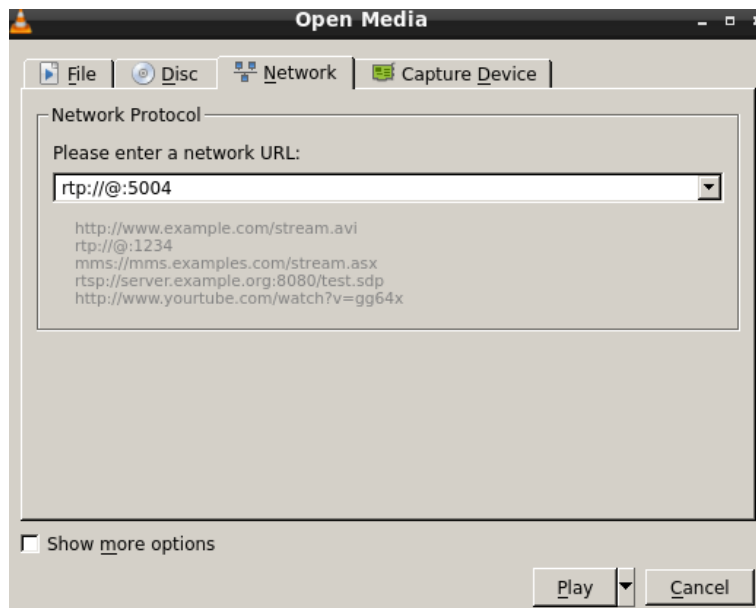 Open Media
File Disc Network Capture Device
Network Protocol
Please enter a network URL:
rtp://@:5004
http://www.example.com/stream.avi
rtp://@:1234
mms://mms.examples.com/stream.asx
rtsp://server.example.org:8080/test.sdp
http://www.yourtube.com/watch?v=gg64x
Show more options
Play Cancel